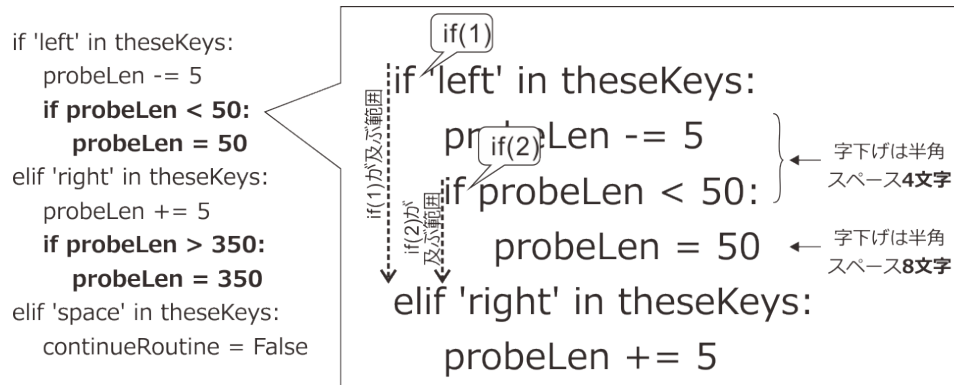 if 'left' in theseKeys:
probeLen -= 5
if probeLen < 50:
probeLen = 50
elif 'right' in theseKeys:
probeLen += 5
if probeLen > 350:
probeLen = 350
elif 'space' in theseKeys:
continueRoutine = False
if(1)
if 'left' in theseKeys:
probeLen -= 5
if(2)
if probeLen < 50:
probeLen = 50
elif 'right' in theseKeys:
probeLen += 5
if(1)が及ぶ範囲
if(2)が
及ぶ範囲
字下げは半角
スペース4文字
字下げは半角
スペース8文字